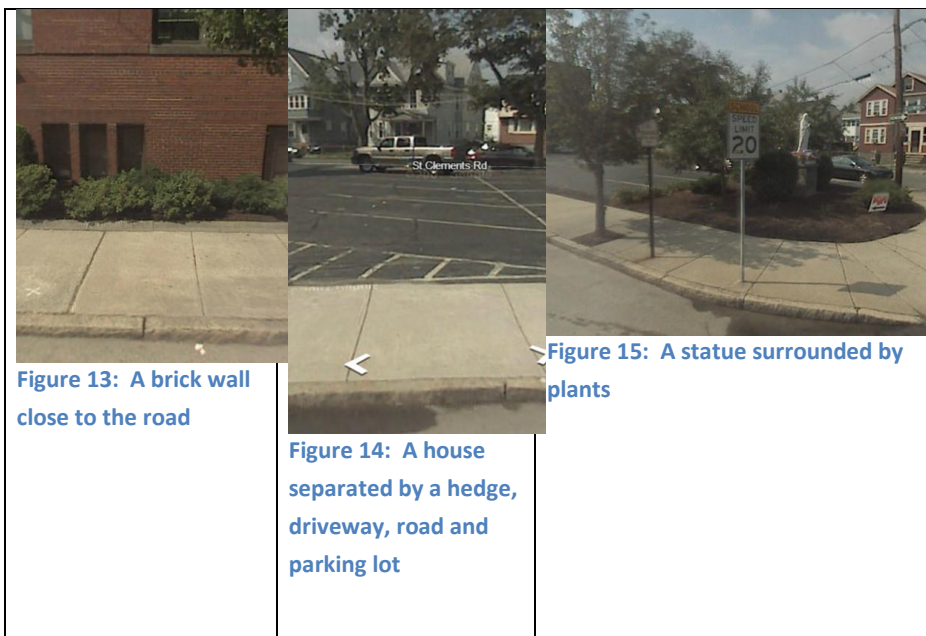 St Clements Rd
SPEED
LIMIT
20
Figure 13: A brick wall
close to the road
Figure 14: A house
separated by a hedge,
driveway, road and
parking lot
Figure 15: A statue surrounded by
plants